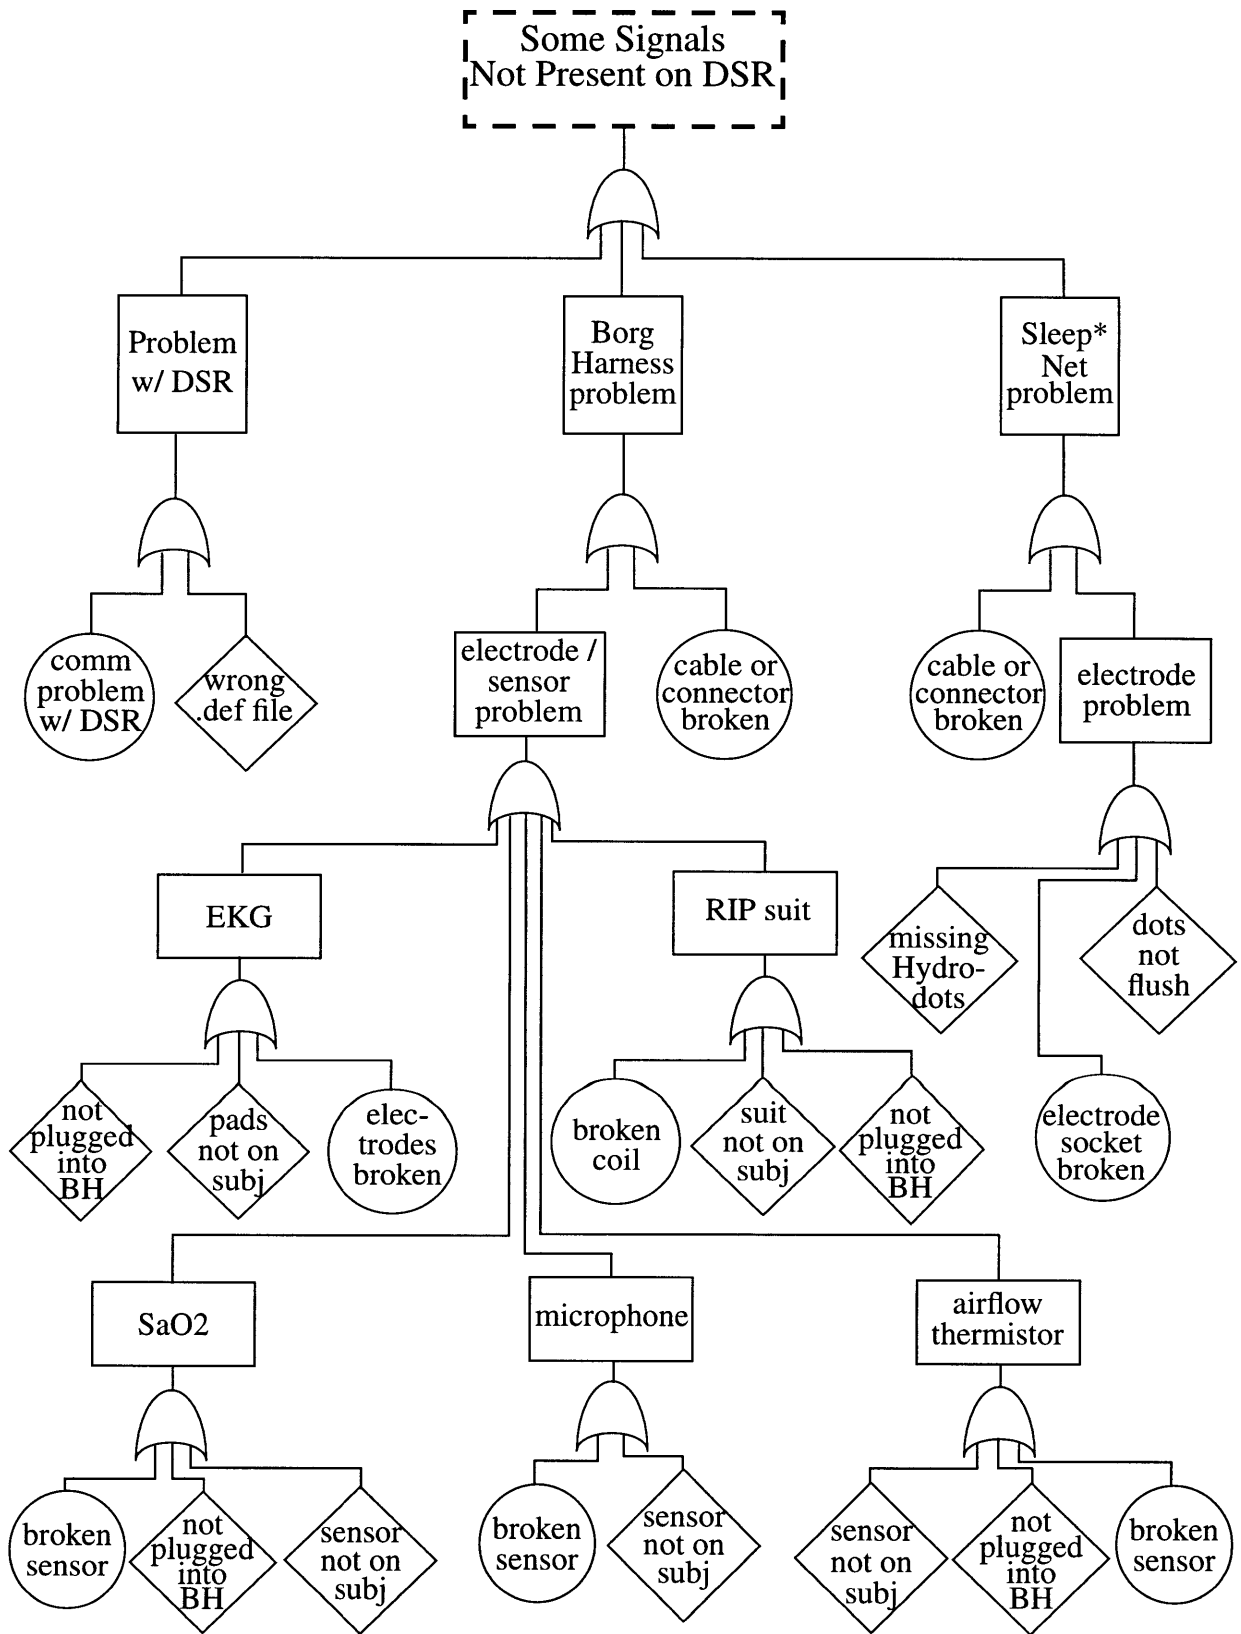 Some Signals
Not Present on DSR
Problem
w/ DSR
Borg
Harness
problem
Sleep*
Net
problem
comm
problem
w/ DSR
wrong
.def file
electrode /
sensor
problem
cable or
connector
broken
cable or
connector
broken
electrode
problem
EKG
RIP suit
missing
Hydro-
dots
dots
not
flush
not
plugged
into
BH
pads
not on
subj
elec-
trodes
broken
broken
coil
suit
not on
subj
not
plugged
into
BH
electrode
socket
broken
SaO2
microphone
airflow
thermistor
broken
sensor
not
plugged
into
BH
sensor
not on
subj
broken
sensor
sensor
not on
subj
sensor
not on
subj
not
plugged
into
BH
broken
sensor